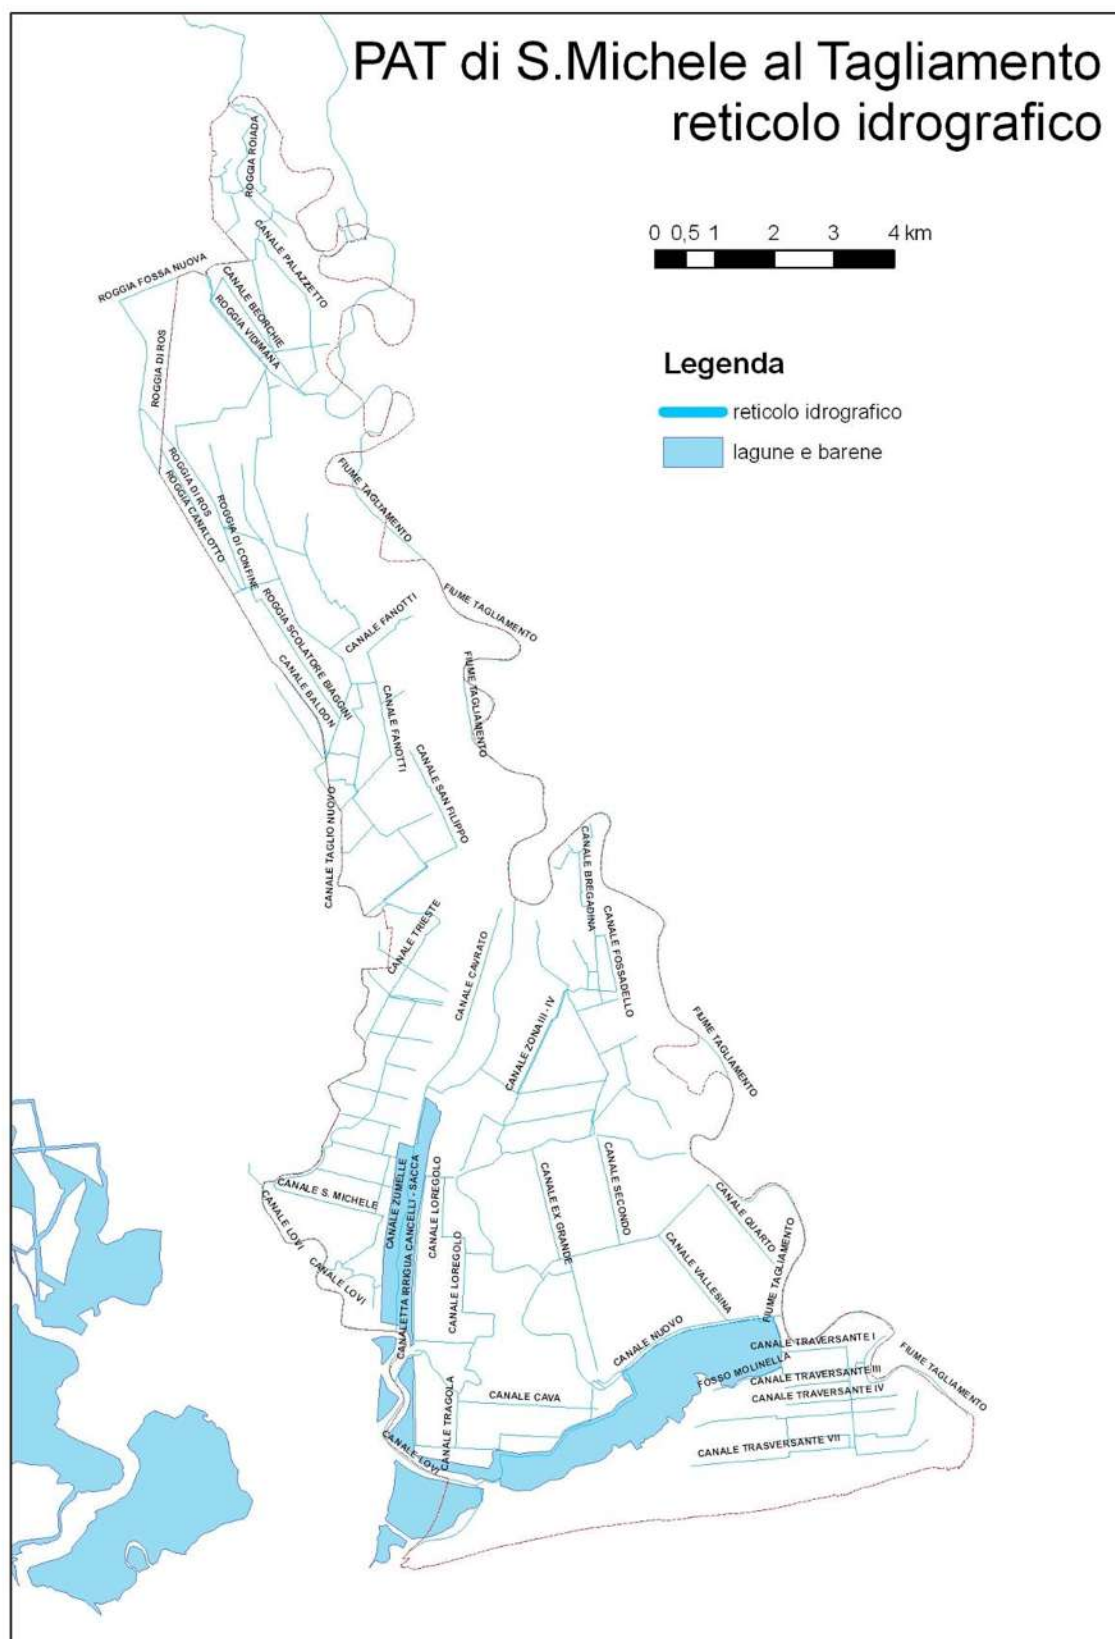 PAT di S.Michele al Tagliamento
reticolo idrografico
0 0,5 1 2 3 4 km
Legenda
reticolo idrografico
lagune e barene
ROGGIA ROIADA
CANALE PALAZZETTO
ROGGIA FOSSA NUOVA
CANALE BEORCHIE
ROGGIA VIDIMANA
ROGGIA DI ROS
FIUME TAGLIAMENTO
ROGGIA DI ROS
ROGGIA CANALOTTO
ROGGIA DI CONFINE
FIUME TAGLIAMENTO
ROGGIA SCOLATORE BIAGGINI
CANALE FANOTTI
FIUME TAGLIAMENTO
CANALE BALDON
CANALE FANOTTI
CANALE SAN FILIPPO
CANALE TAGLIO NUOVO
CANALE BREGADINA
CANALE TRIESTE
CANALE CAVRATO
CANALE FOSSADELLO
CANALE ZONA III - IV
FIUME TAGLIAMENTO
CANALE S. MICHELE
CANALE ZUMELLE
CANALETTA IRRIGUA CANCELLI - SACCA
CANALE LOREGOLO
CANALE EX GRANDE
CANALE SECONDO
CANALE QUARTO
CANALE LOVI
CANALE LOVI
CANALE LOREGOLO
CANALE VALLESINA
FIUME TAGLIAMENTO
CANALE NUOVO
CANALE TRAVERSANTE I
FOSSO MOLINELLA
CANALE TRAVERSANTE III
FIUME TAGLIAMENTO
CANALE TRAVERSANTE IV
CANALE CAVA
CANALE TRAGOLA
CANALE LOVI
CANALE TRASVERSANTE VII